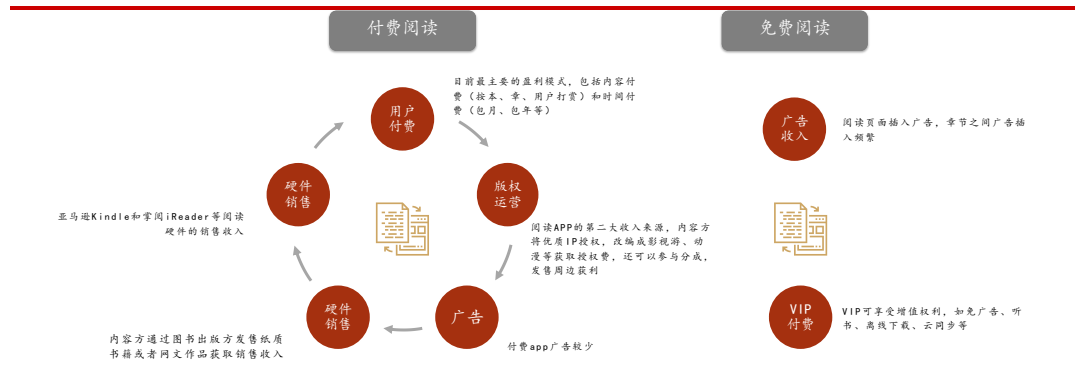 付费阅读
用户
付费
目前最主要的盈利模式，包括内容付
费（按本、章、用户打赏）和时间付
费（包月、包年等）
版权
运营
阅读APP的第二大收入来源，内容方
将优质IP授权，改编成影视游、动
漫等获取授权费，还可以参与分成，
发售周边获利
广告
付费app广告较少
硬件
销售
内容方通过图书出版方发售纸质
书籍或者网文作品获取销售收入
硬件
销售
亚马逊Kindle和掌阅iReader等阅读
硬件的销售收入
免费阅读
广告
收入
阅读页面插入广告，章节之间广告插
入频繁
VIP
付费
VIP可享受增值权利，如免广告、听
书、离线下载、云同步等